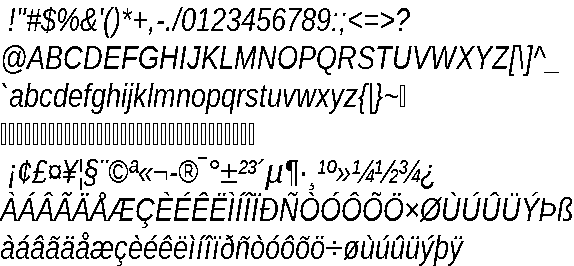 !"#$%&'()*+,-./0123456789:;<=>?
@ABCDEFGHIJKLMNOPQRSTUVWXYZ[\]^_
`abcdefghijklmnopqrstuvwxyz{|}~
¡¢£¤¥¦§¨©ª«¬-®¯°±²³´µ¶·¸¹º»¼½¾¿
ÀÁÂÃÄÅÆÇÈÉÊËÌÍÎÏÐÑÒÓÔÕÖ×ØÙÚÛÜÝÞß
àáâãäåæçèéêëìíîïðñòóôõö÷øùúûüýþÿ